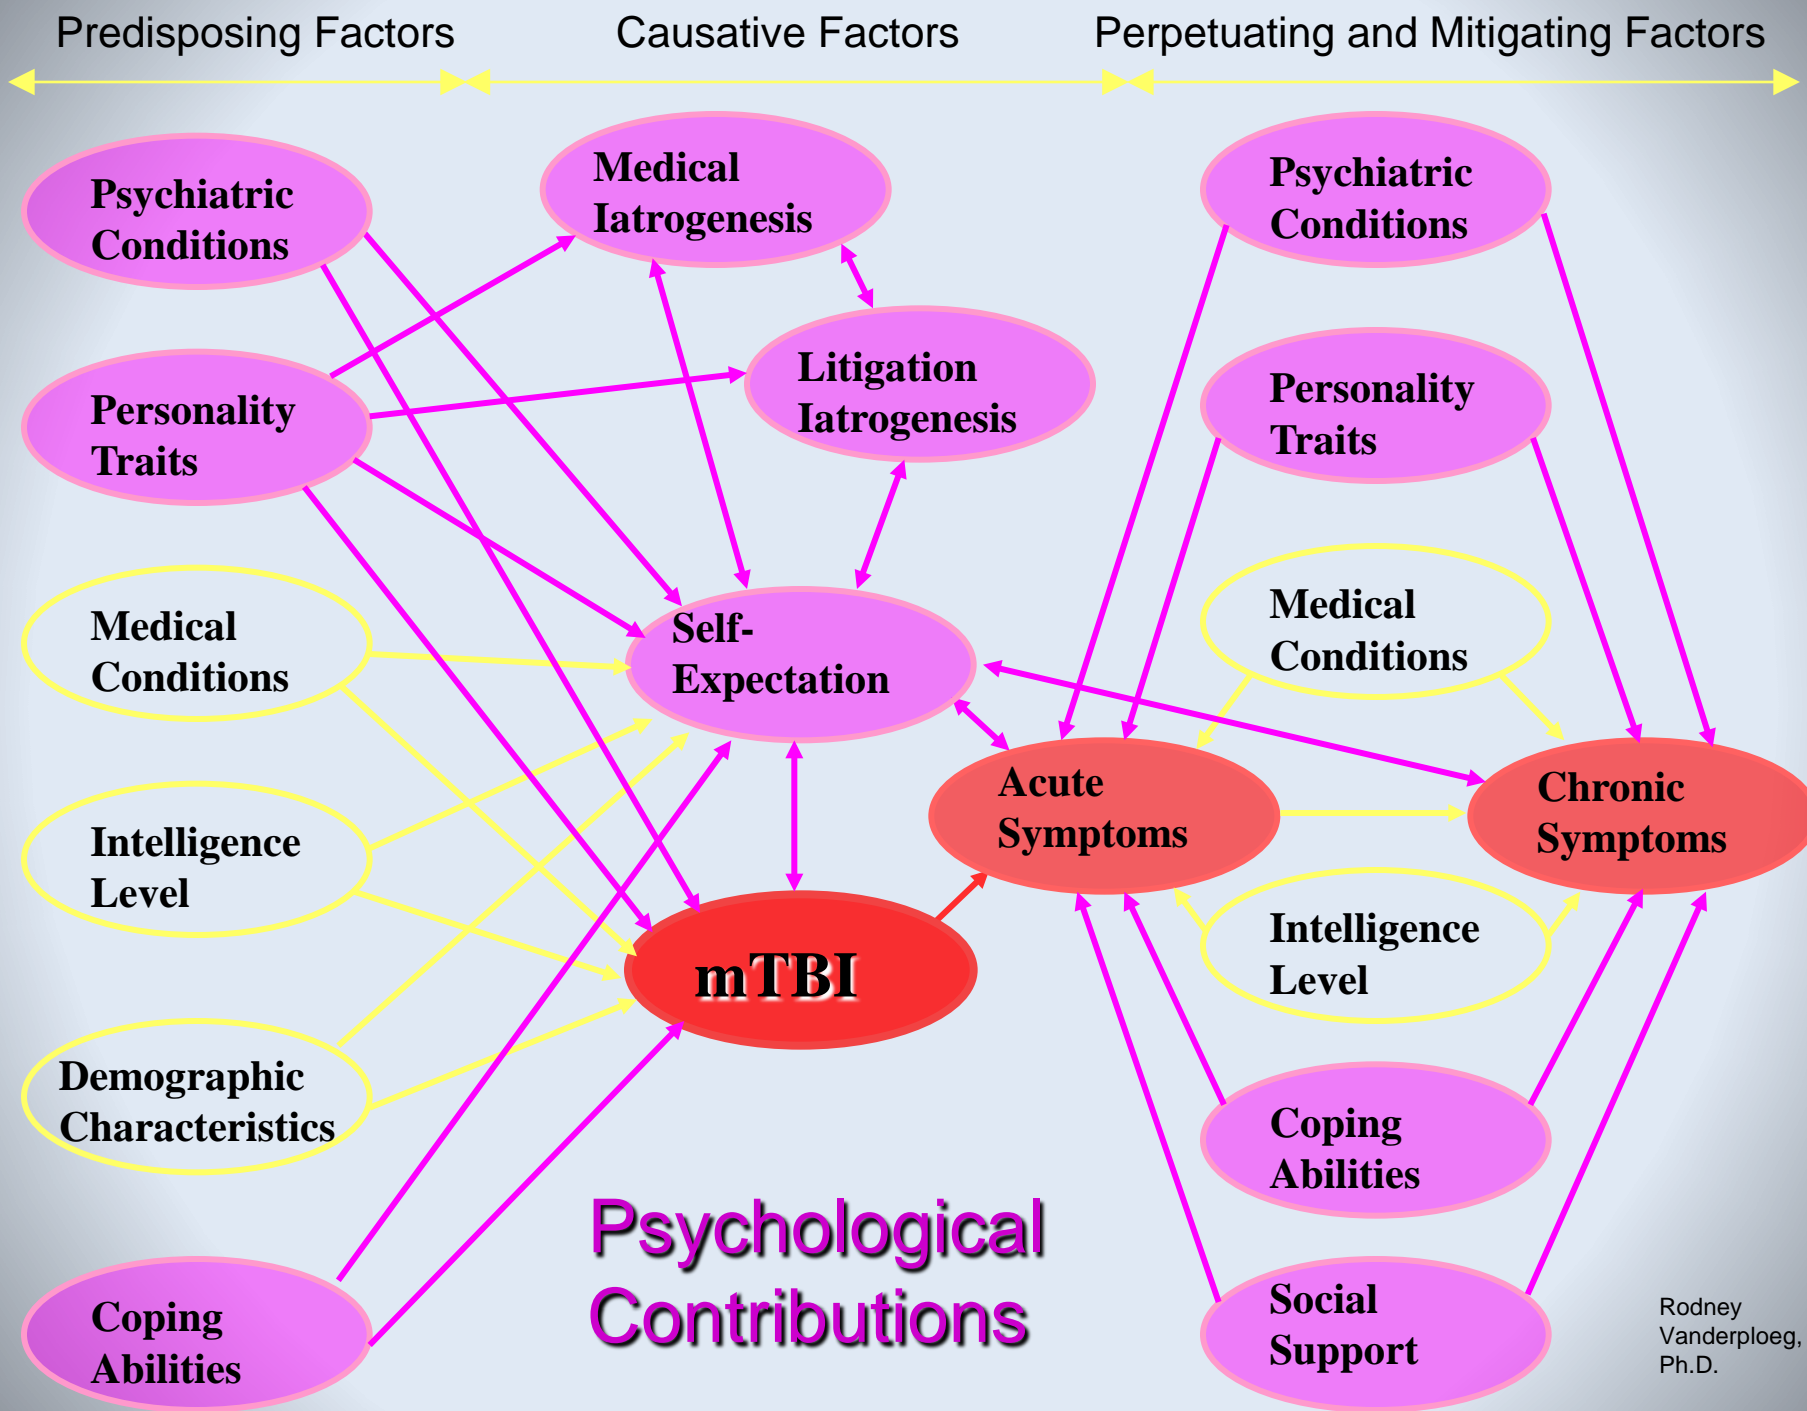 Predisposing Factors
Causative Factors
Perpetuating and Mitigating Factors
Psychiatric
Conditions
Personality
Traits
Medical
Conditions
Intelligence
Level
Demographic
Characteristics
Coping
Abilities
Medical
Iatrogenesis
Litigation
Iatrogenesis
Self-
Expectation
mTBI
Acute
Symptoms
Psychological
Contributions
Psychiatric
Conditions
Personality
Traits
Medical
Conditions
Chronic
Symptoms
Intelligence
Level
Coping
Abilities
Social
Support
Rodney
Vanderploeg,
Ph.D.